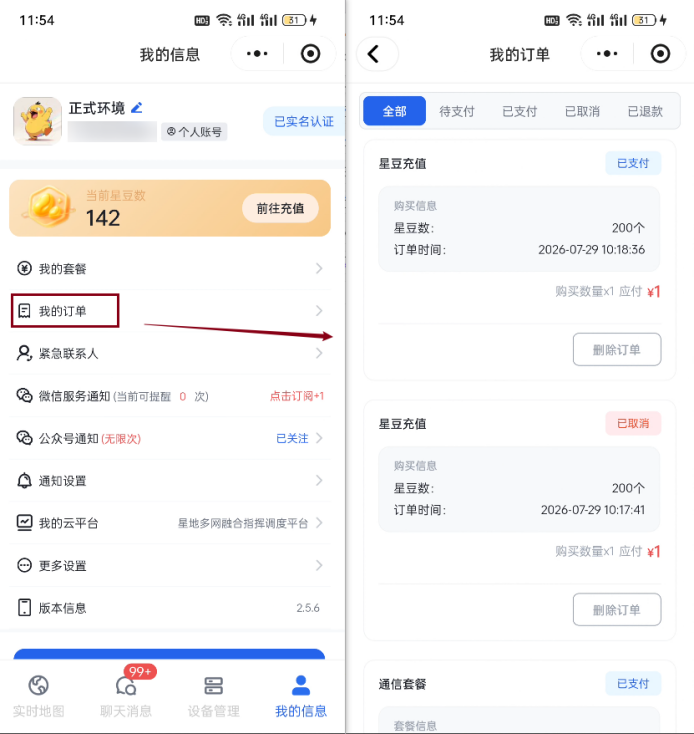 11:54
HD 4G 4G 31
我的信息
正式环境
个人账号
已实名认证
当前星豆数
142
前往充值
我的套餐
我的订单
紧急联系人
微信服务通知(当前可提醒 0 次)
点击订阅+1
公众号通知(无限次)
已关注
通知设置
我的云平台
星地多网融合指挥调度平台
更多设置
版本信息
2.5.6
99+
实时地图
聊天消息
设备管理
我的信息
11:54
HD 4G 4G 31
我的订单
全部
待支付
已支付
已取消
已退款
星豆充值
已支付
购买信息
星豆数:
200个
订单时间:
2026-07-29 10:18:36
购买数量x1 应付 ¥1
删除订单
星豆充值
已取消
购买信息
星豆数:
200个
订单时间:
2026-07-29 10:17:41
购买数量x1 应付 ¥1
删除订单
通信套餐
已支付
套餐信息